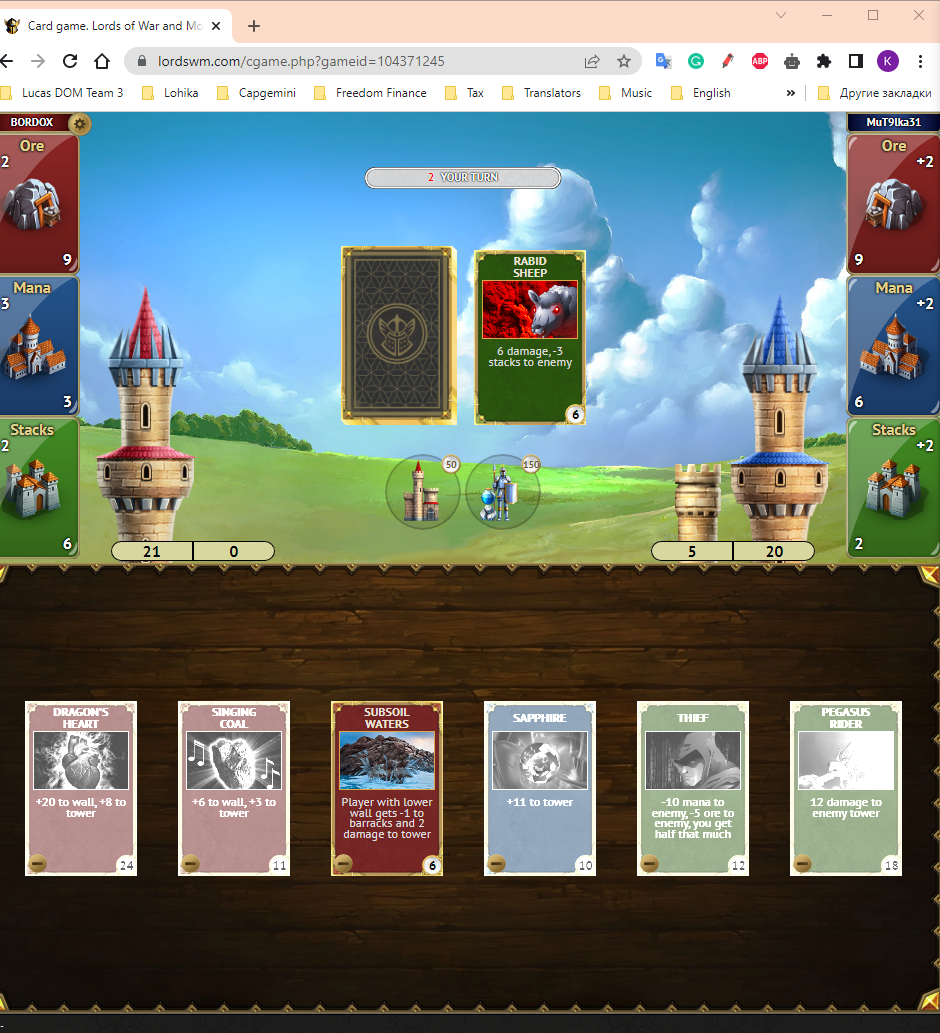 Card game. Lords of War and Mo
lordswm.com/cgame.php?gameid=104371245
ABP
K
Lucas DOM Team 3
Lohika
Capgemini
Freedom Finance
Tax
Translators
Music
English
»
Другие закладки
BORDOX
MuT9lka31
Ore
2
9
Mana
3
3
Stacks
2
6
Ore
+2
9
Mana
+2
6
Stacks
+2
2
2 YOUR TURN
RABID
SHEEP
6 damage, -3
stacks to enemy
6
50
150
21
0
5
20
DRAGON'S
HEART
+20 to wall, +8 to
tower
24
SINGING
COAL
+6 to wall, +3 to
tower
11
SUBSOIL
WATERS
Player with lower
wall gets -1 to
barracks and 2
damage to tower
6
SAPPHIRE
+11 to tower
10
THIEF
-10 mana to
enemy, -5 ore to
enemy, you get
half that much
12
PEGASUS
RIDER
12 damage to
enemy tower
18